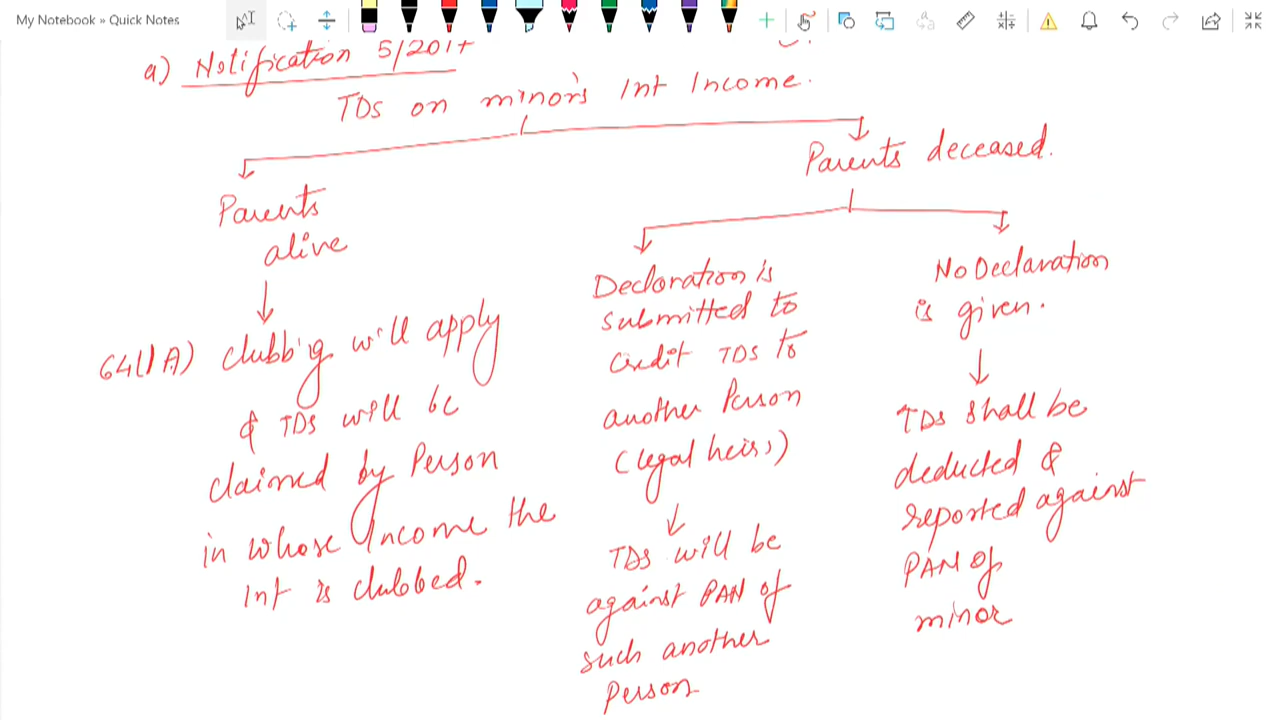 My Notebook » Quick Notes
a) Notification 5/2017
TDS on minor's Int Income.
Parents
alive
64(1A) clubbig will apply
& TDS will be
claimed by Person
in whose Income the
Int is clubbed.
Parents deceased.
Decloration is
submitted to
credit TDS to
another Person
(legal heirs)
TDS will be
against PAN of
such another
Person
No Declaration
is given.
TDS shall be
deducted &
reported against
PAN of
minor